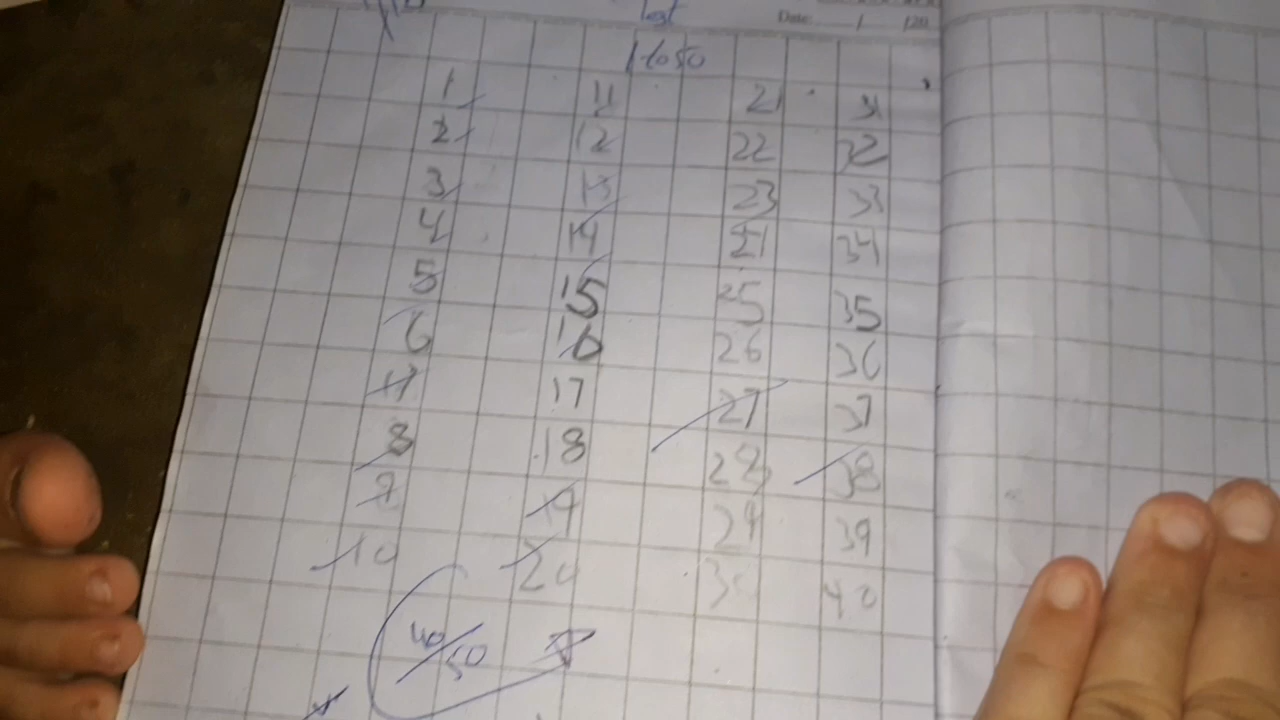 Test
Date: / /20
1 to 50
1 11 21 31
2 12 22 32
3 13 23 33
4 14 24 34
5 15 25 35
6 16 26 36
7 17 27 37
8 18 28 38
9 19 29 39
10 20 30 40
40/50